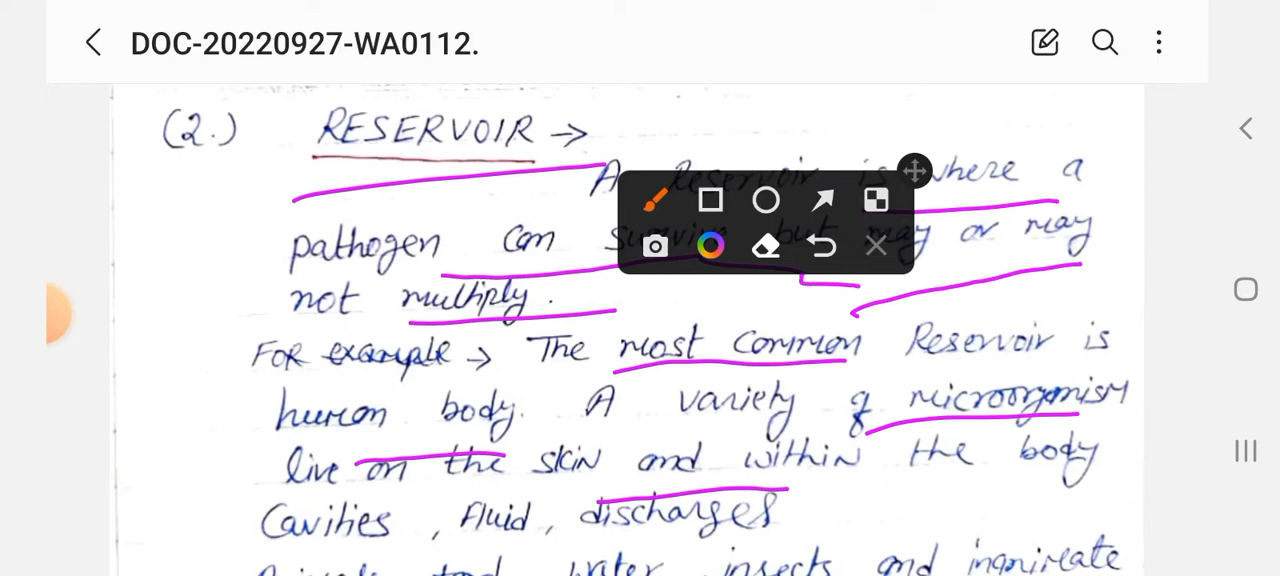 DOC-20220927-WA0112.
(2.) RESERVOIR →
A Reservoir is where a
pathogen can survive but may or may
not multiply.
FOR example → The most common Reservoir is
human body. A variety of microorgmism
live on the skin and within the body
Cavities, Fluid, discharges
water, insects and inanimate